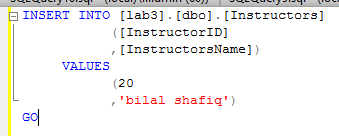 INSERT INTO [lab3].[dbo].[Instructors]
([InstructorID]
,[InstructorsName])
VALUES
(20
,'bilal shafiq')
GO